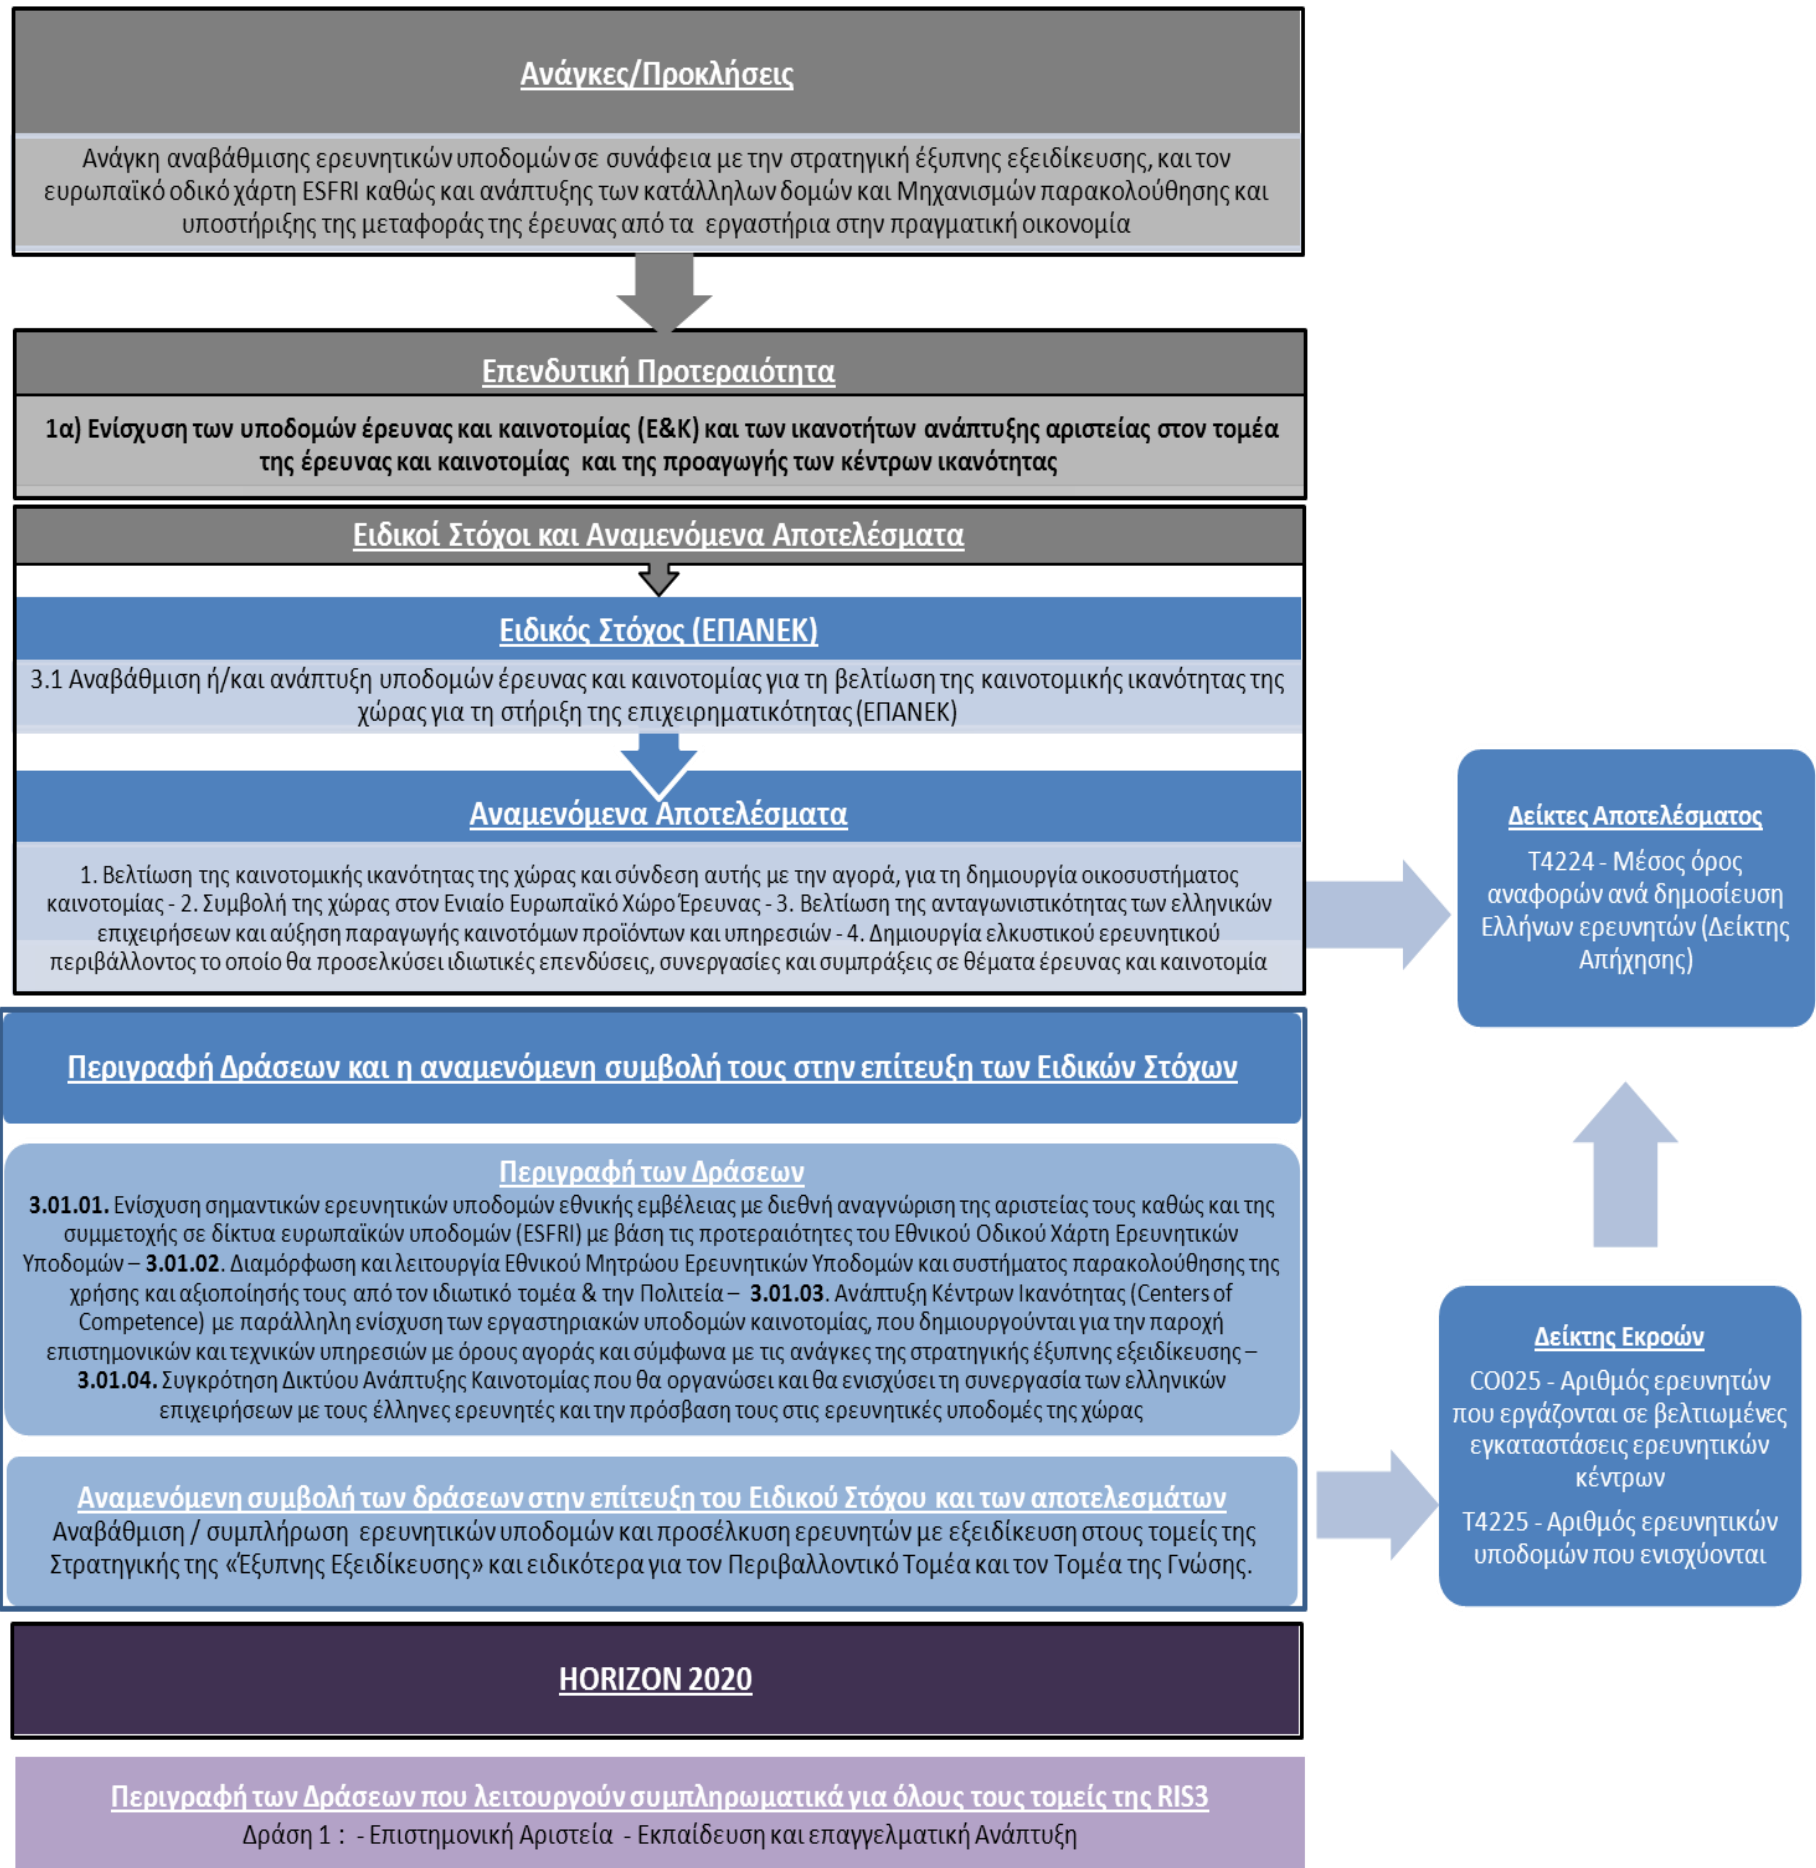 Ανάγκες/Προκλήσεις
Ανάγκη αναβάθμισης ερευνητικών υποδομών σε συνάφεια με την στρατηγική έξυπνης εξειδίκευσης, και τον
ευρωπαϊκό οδικό χάρτη ESFRI καθώς και ανάπτυξης των κατάλληλων δομών και Μηχανισμών παρακολούθησης και
υποστήριξης της μεταφοράς της έρευνας από τα εργαστήρια στην πραγματική οικονομία
Επενδυτική Προτεραιότητα
1α) Ενίσχυση των υποδομών έρευνας και καινοτομίας (Ε&Κ) και των ικανοτήτων ανάπτυξης αριστείας στον τομέα
της έρευνας και καινοτομίας και της προαγωγής των κέντρων ικανότητας
Ειδικοί Στόχοι και Αναμενόμενα Αποτελέσματα
Ειδικός Στόχος (ΕΠΑΝΕΚ)
3.1 Αναβάθμιση ή/και ανάπτυξη υποδομών έρευνας και καινοτομίας για τη βελτίωση της καινοτομικής ικανότητας της
χώρας για τη στήριξη της επιχειρηματικότητας (ΕΠΑΝΕΚ)
Αναμενόμενα Αποτελέσματα
1. Βελτίωση της καινοτομικής ικανότητας της χώρας και σύνδεση αυτής με την αγορά, για τη δημιουργία οικοσυστήματος
καινοτομίας - 2. Συμβολή της χώρας στον Ενιαίο Ευρωπαϊκό Χώρο Έρευνας - 3. Βελτίωση της ανταγωνιστικότητας των ελληνικών
επιχειρήσεων και αύξηση παραγωγής καινοτόμων προϊόντων και υπηρεσιών - 4. Δημιουργία ελκυστικού ερευνητικού
περιβάλλοντος το οποίο θα προσελκύσει ιδιωτικές επενδύσεις, συνεργασίες και συμπράξεις σε θέματα έρευνας και καινοτομία
Δείκτες Αποτελέσματος
Τ4224 - Μέσος όρος
αναφορών ανά δημοσίευση
Ελλήνων ερευνητών (Δείκτης
Απήχησης)
Περιγραφή Δράσεων και η αναμενόμενη συμβολή τους στην επίτευξη των Ειδικών Στόχων
Περιγραφή των Δράσεων
3.01.01. Ενίσχυση σημαντικών ερευνητικών υποδομών εθνικής εμβέλειας με διεθνή αναγνώριση της αριστείας τους καθώς και της
συμμετοχής σε δίκτυα ευρωπαϊκών υποδομών (ESFRI) με βάση τις προτεραιότητες του Εθνικού Οδικού Χάρτη Ερευνητικών
Υποδομών – 3.01.02. Διαμόρφωση και λειτουργία Εθνικού Μητρώου Ερευνητικών Υποδομών και συστήματος παρακολούθησης της
χρήσης και αξιοποίησής τους από τον ιδιωτικό τομέα & την Πολιτεία – 3.01.03. Ανάπτυξη Κέντρων Ικανότητας (Centers of
Competence) με παράλληλη ενίσχυση των εργαστηριακών υποδομών καινοτομίας, που δημιουργούνται για την παροχή
επιστημονικών και τεχνικών υπηρεσιών με όρους αγοράς και σύμφωνα με τις ανάγκες της στρατηγικής έξυπνης εξειδίκευσης –
3.01.04. Συγκρότηση Δικτύου Ανάπτυξης Καινοτομίας που θα οργανώσει και θα ενισχύσει τη συνεργασία των ελληνικών
επιχειρήσεων με τους έλληνες ερευνητές και την πρόσβαση τους στις ερευνητικές υποδομές της χώρας
Αναμενόμενη συμβολή των δράσεων στην επίτευξη του Ειδικού Στόχου και των αποτελεσμάτων
Αναβάθμιση / συμπλήρωση ερευνητικών υποδομών και προσέλκυση ερευνητών με εξειδίκευση στους τομείς της
Στρατηγικής της «Έξυπνης Εξειδίκευσης» και ειδικότερα για τον Περιβαλλοντικό Τομέα και τον Τομέα της Γνώσης.
Δείκτης Εκροών
CO025 - Αριθμός ερευνητών
που εργάζονται σε βελτιωμένες
εγκαταστάσεις ερευνητικών
κέντρων
Τ4225 - Αριθμός ερευνητικών
υποδομών που ενισχύονται
HORIZON 2020
Περιγραφή των Δράσεων που λειτουργούν συμπληρωματικά για όλους τους τομείς της RIS3
Δράση 1 : - Επιστημονική Αριστεία - Εκπαίδευση και επαγγελματική Ανάπτυξη